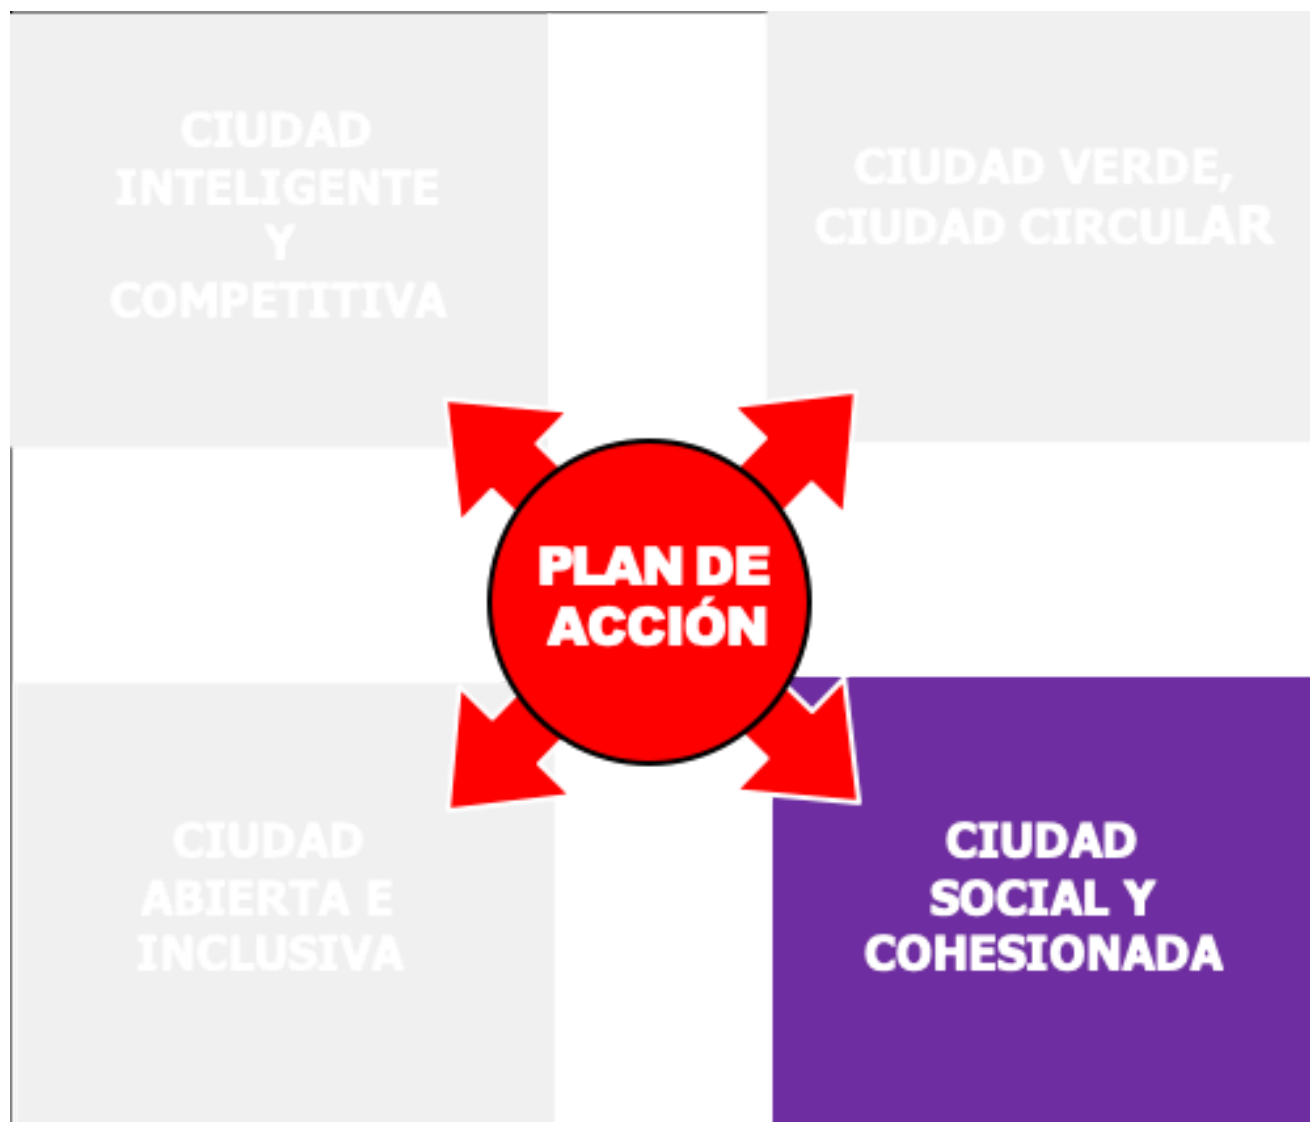 CIUDAD
INTELIGENTE
Y
COMPETITIVA
CIUDAD VERDE,
CIUDAD CIRCULAR
PLAN DE
ACCIÓN
CIUDAD
ABIERTA E
INCLUSIVA
CIUDAD
SOCIAL Y
COHESIONADA